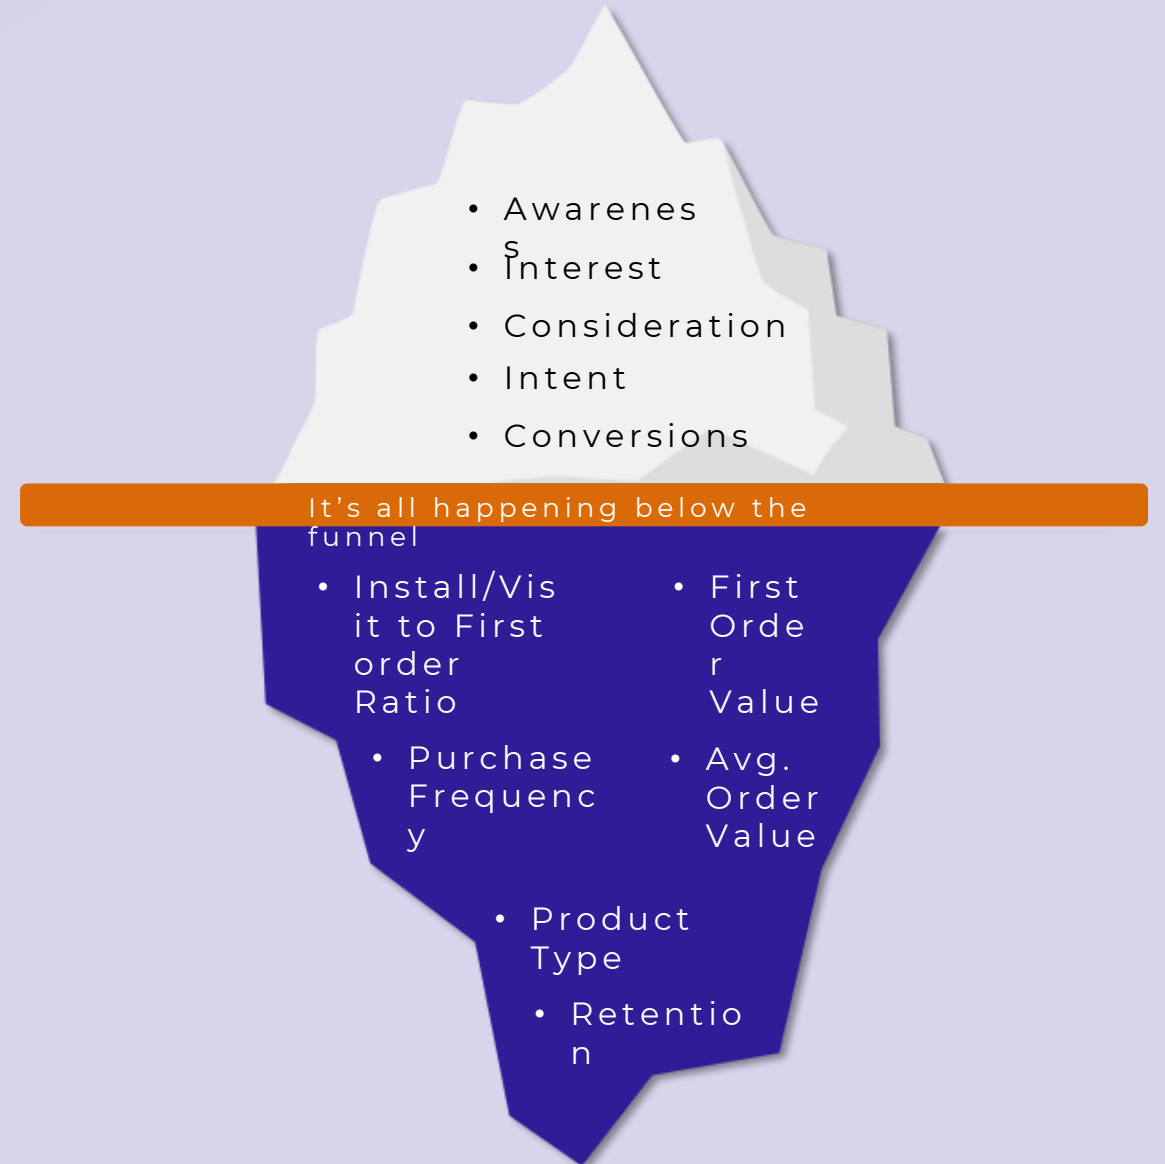 • Awarenes
s
• Interest
• Consideration
• Intent
• Conversions
It’s all happening below the
funnel
• Install/Vis
it to First
order
Ratio
• First
Orde
r
Value
• Purchase
Frequenc
y
• Avg.
Order
Value
• Product
Type
• Retentio
n